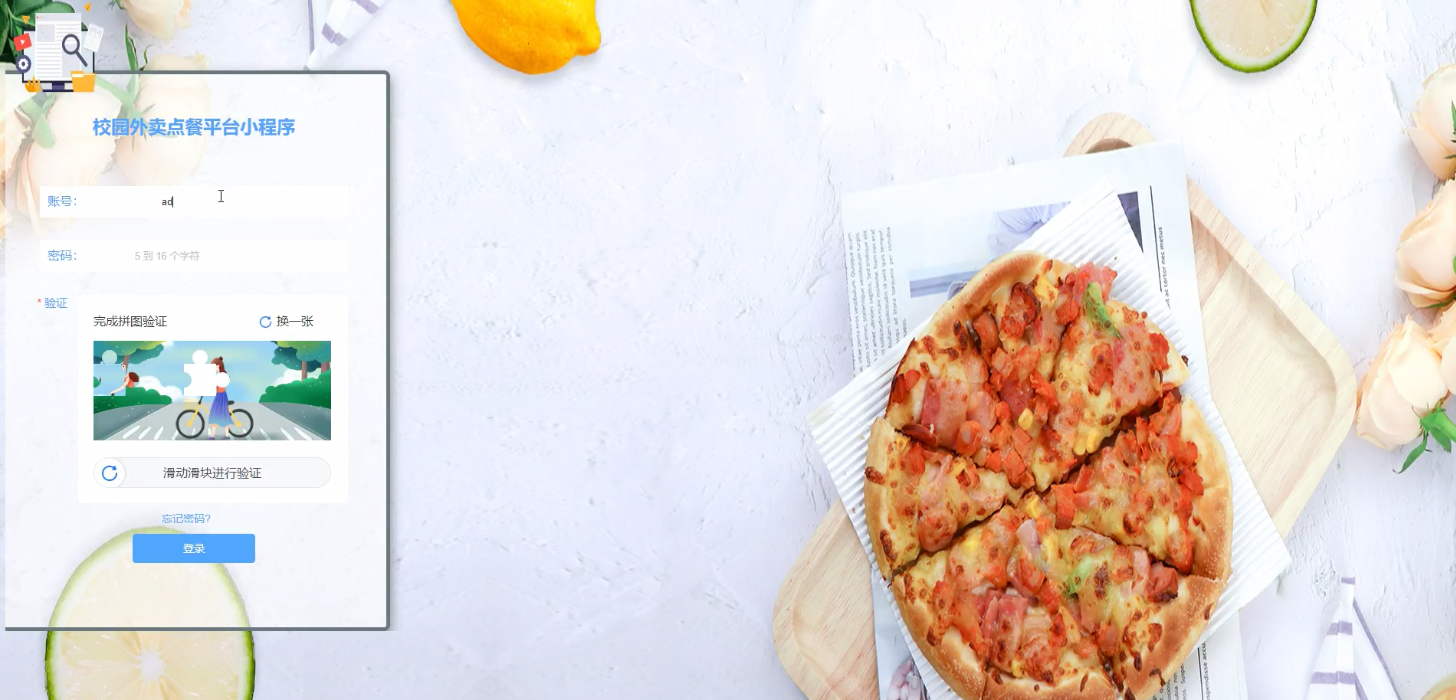 校园外卖点餐平台小程序
账号: ad
密码: 5 到 16 个字符
* 验证
完成拼图验证 换一张
滑动滑块进行验证
忘记密码?
登录